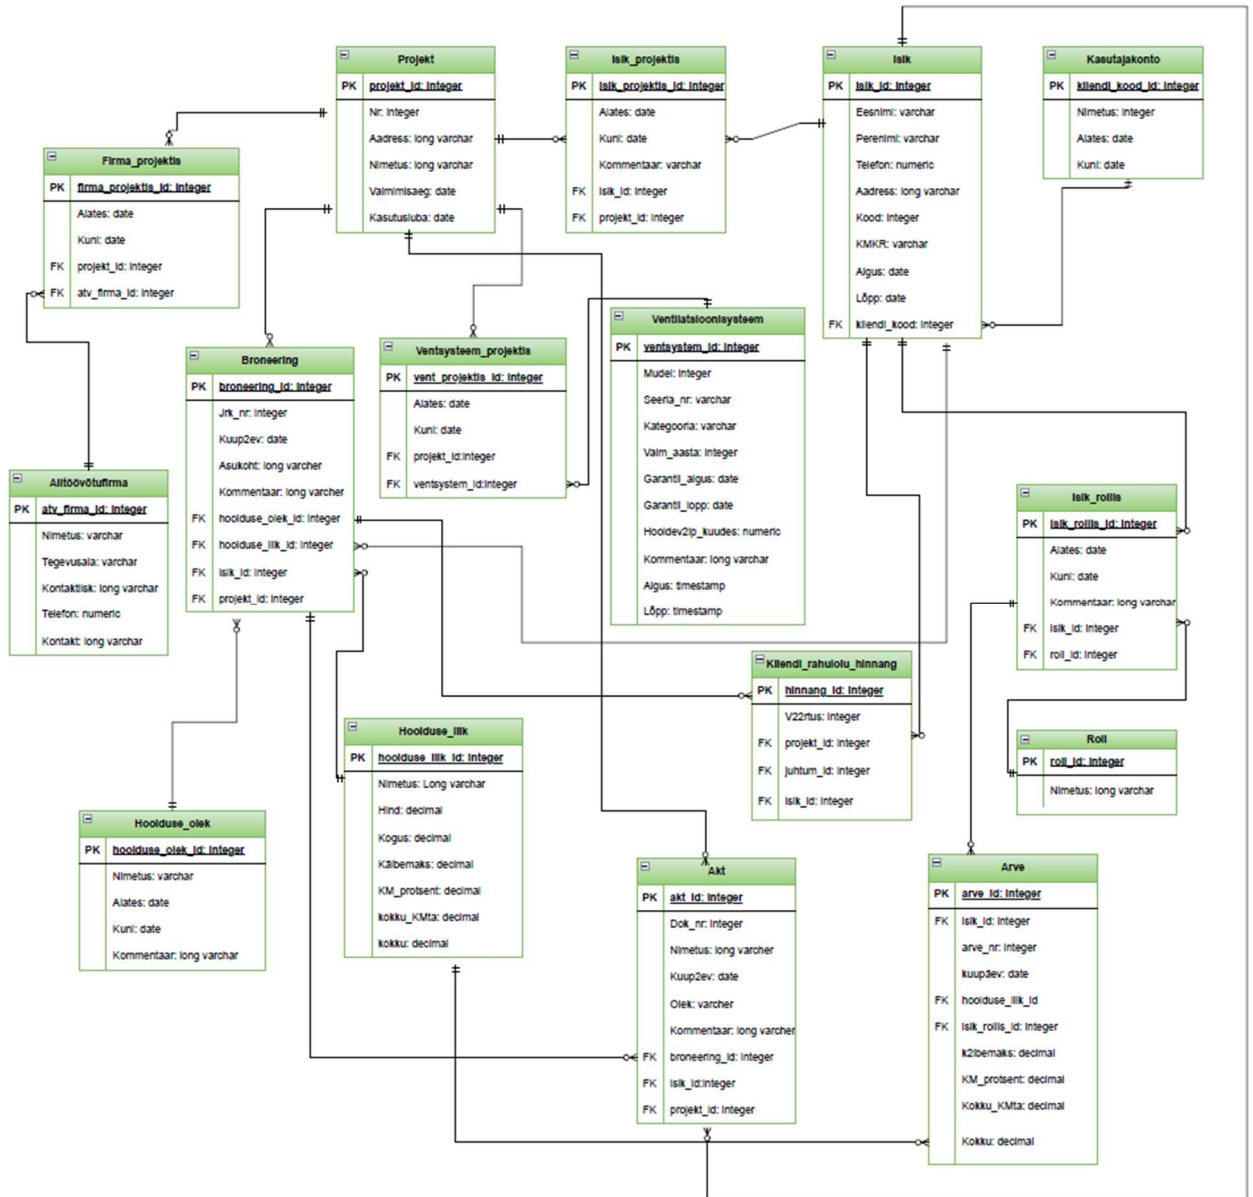 Projekt
PK projekt_id: Integer
Nr: Integer
Aadress: long varchar
Nimetus: long varchar
Valmimisaeg: date
Kasutusluba: date
Isik_projektis
PK isik_projektis_id: Integer
Alates: date
Kuni: date
Kommentaar: varchar
FK isik_id: Integer
FK projekt_id: Integer
Isik
PK isik_id: Integer
Eesnimi: varchar
Perenimi: varchar
Telefon: numeric
Aadress: long varchar
Kood: Integer
KMKR: varchar
Algus: date
Lõpp: date
FK kliendi_kood: Integer
Kasutajakonto
PK kliendi_kood_id: Integer
Nimetus: Integer
Alates: date
Kuni: date
Firma_projektis
PK firma_projektis_id: Integer
Alates: date
Kuni: date
FK projekt_id: Integer
FK atv_firma_id: Integer
Broneering
PK broneering_id: Integer
Jrk_nr: Integer
Kuup2ev: date
Asukoht: long varcher
Kommentaar: long varcher
FK hoolduse_olek_id: Integer
FK hoolduse_liik_id: Integer
FK isik_id: Integer
FK projekt_id: Integer
Ventsysteem_projektis
PK vent_projektis_id: Integer
Alates: date
Kuni: date
FK projekt_id:Integer
FK ventsystem_id:Integer
Ventilatsioonisysteem
PK ventsystem_id: Integer
Mudel: Integer
Seeria_nr: varchar
Kategooria: varchar
Valm_aasta: Integer
Garantii_algus: date
Garantii_lopp: date
Hooldev2lp_kuudes: numeric
Kommentaar: long varchar
Algus: timestamp
Lõpp: timestamp
Alltöövõtufirma
PK atv_firma_id: Integer
Nimetus: varchar
Tegevusala: varchar
Kontaktisk: long varchar
Telefon: numeric
Kontakt: long varchar
Isik_rollis
PK isik_rollis_id: Integer
Alates: date
Kuni: date
Kommentaar: long varchar
FK isik_id: Integer
FK roll_id: Integer
Kliendi_rahulolu_hinnang
PK hinnang_id: Integer
V22rtus: Integer
FK projekt_id: Integer
FK juhtum_id: Integer
FK isik_id: Integer
Hoolduse_liik
PK hoolduse_liik_id: Integer
Nimetus: Long varchar
Hind: decimal
Kogus: decimal
Käibemaks: decimal
KM_protsent: decimal
kokku_KMta: decimal
kokku: decimal
Roll
PK roll_id: Integer
Nimetus: long varchar
Hoolduse_olek
PK hoolduse_olek_id: Integer
Nimetus: varchar
Alates: date
Kuni: date
Kommentaar: long varchar
Akt
PK akt_id: Integer
Dok_nr: Integer
Nimetus: long varcher
Kuup2ev: date
Olek: varcher
Kommentaar: long varcher
FK broneering_id: Integer
FK isik_id:Integer
FK projekt_id: Integer
Arve
PK arve_id: Integer
FK isik_id: Integer
arve_nr: Integer
kuupäev: date
FK hoolduse_liik_id
FK isik_rollis_id: Integer
k2ibemaks: decimal
KM_protsent: decimal
Kokku_KMta: decimal
Kokku: decimal